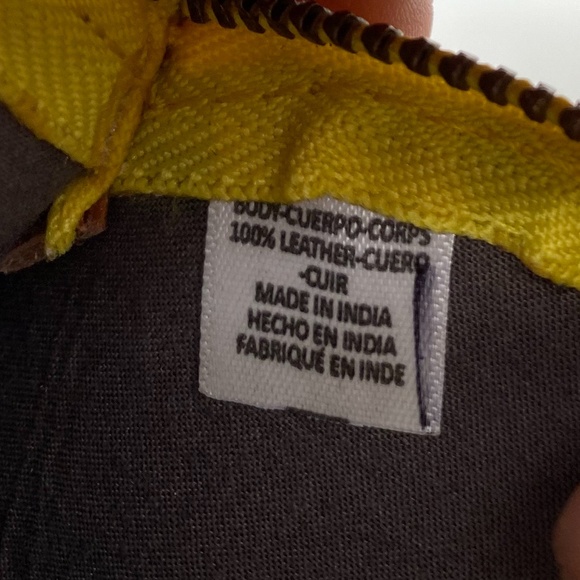 BODY-CUERPO-CORPS
100% LEATHER-CUERO
-CUIR
MADE IN INDIA
HECHO EN INDIA
FABRIQUÉ EN INDE